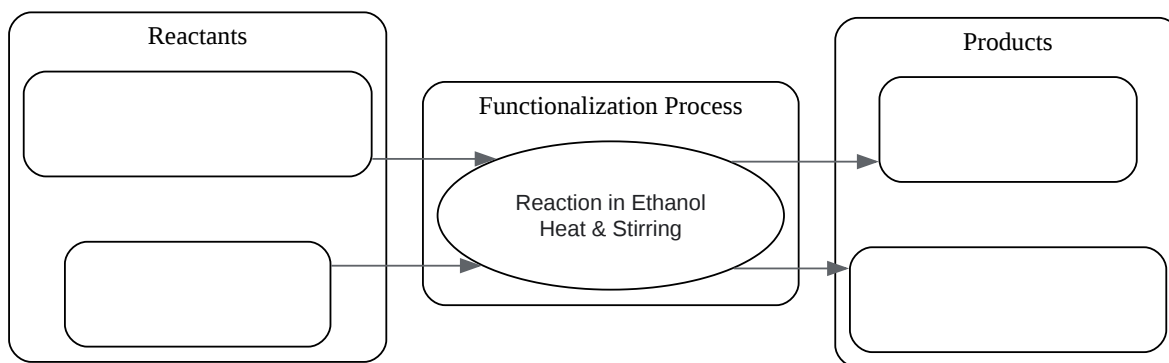 Reactants
Functionalization Process
Reaction in Ethanol
Heat & Stirring
Products